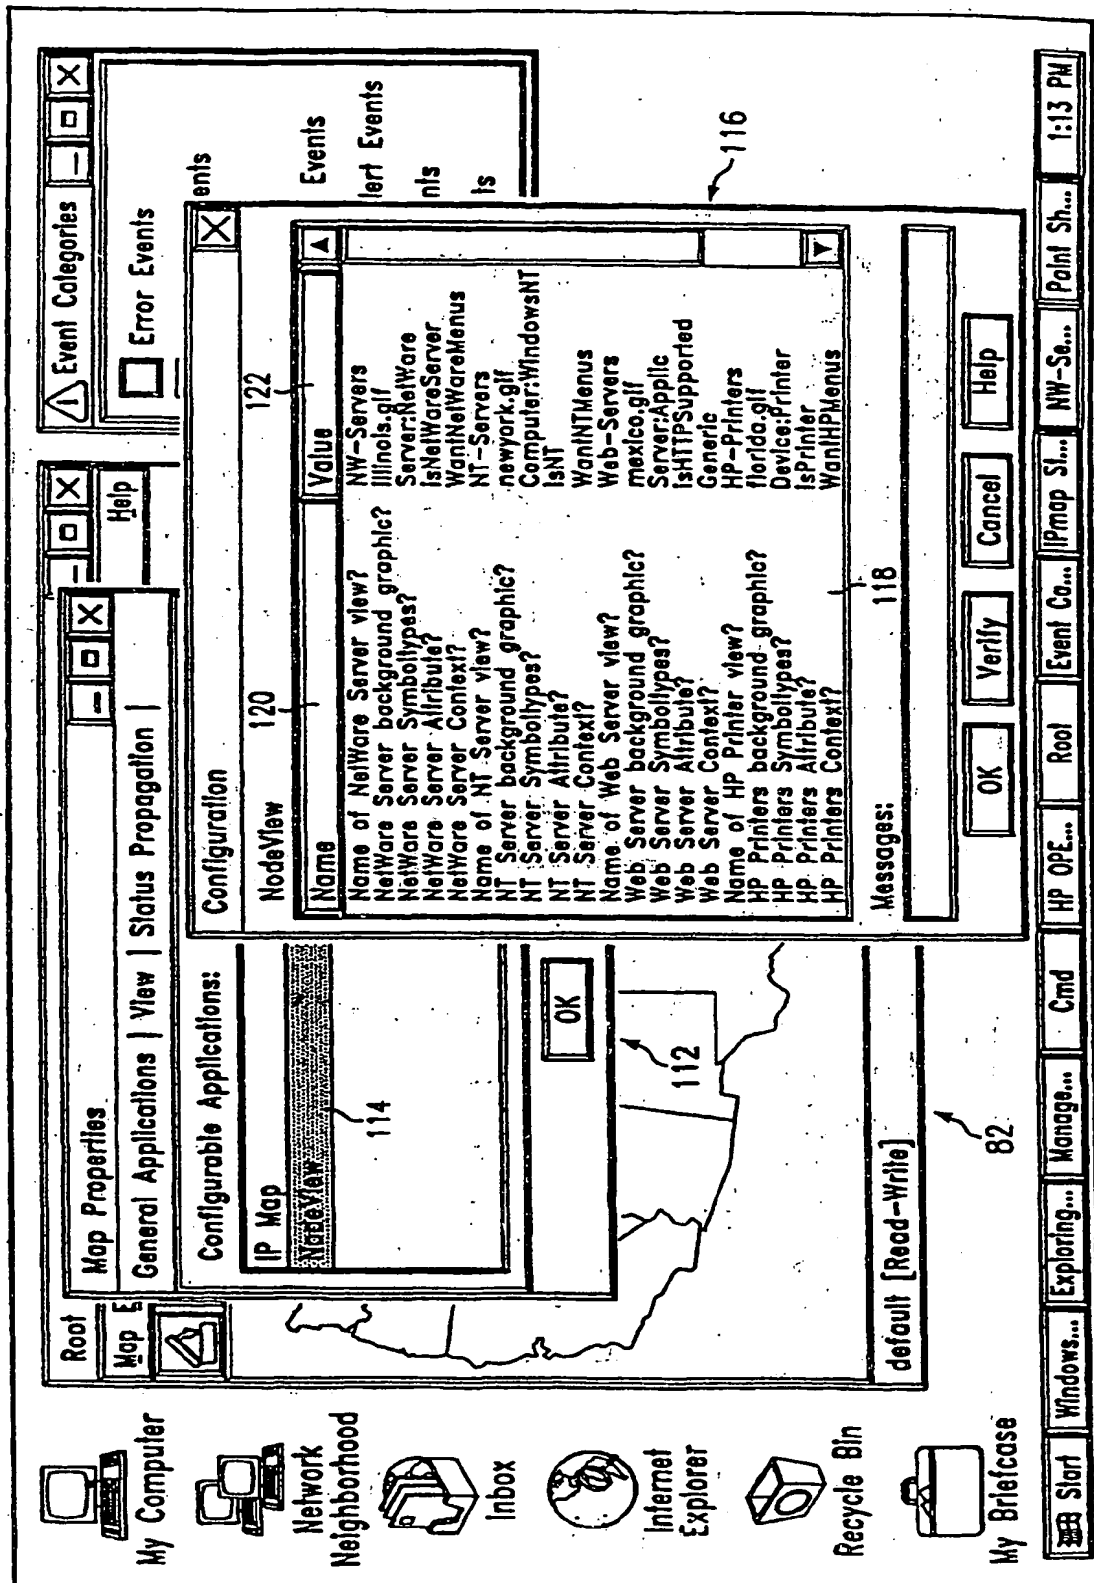 My Computer
Network
Neighborhood
Inbox
Internet
Explorer
Recycle Bin
My Briefcase
Root
Map E
Help
default [Read-Write]
82
Map Properties
General Applications | View | Status Propagation |
Configurable Applications:
IP Map
NodeView
114
OK
112
Event Categories
Error Events
ents
Events
lert Events
nts
ts
116
Configuration
NodeView
120
122
Name Value
Name of NetWare Server view? NW-Servers
NetWare Server background graphic? illinois.gif
NetWare Server Symboltypes? Server:NetWare
NetWare Server Attribute? isNetWareServer
NetWare Server Context? WantNetWareMenus
Name of NT Server view? NT-Servers
NT Server background graphic? newyork.gif
NT Server Symboltypes? Computer:WindowsNT
NT Server Attribute? isNT
NT Server Context? WantNTMenus
Name of Web Server view? Web-Servers
Web Server background graphic? mexico.gif
Web Server Symboltypes? Server:Applic
Web Server Attribute? isHTTPSupported
Web Server Context? Generic
Name of HP Printer view? HP-Printers
HP Printers background graphic? florida.gif
HP Printers Symboltypes? Device:Printer
HP Printers Attribute? isPrinter
HP Printers Context? WantHPMenus
118
Messages:
OK Verify Cancel Help
Start Windows... Exploring... Manage... Cmd HP OPE... Root Event Ca... IPmap St... NW-Se... Paint Sh... 1:13 PM